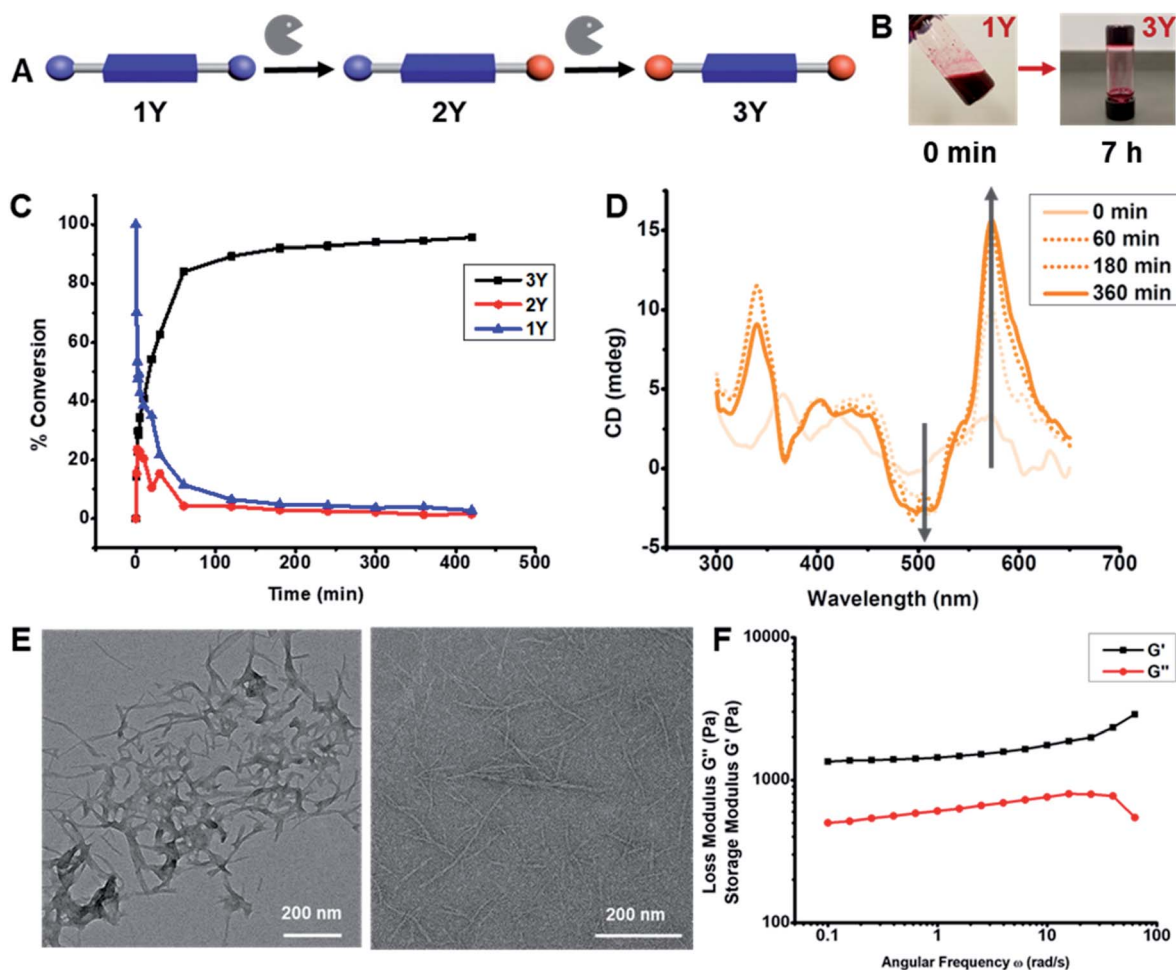 A
1Y
2Y
3Y
B
1Y
3Y
0 min
7 h
C
100
80
60
40
20
0
% Conversion
3Y
2Y
1Y
0
100
200
300
400
500
Time (min)
D
15
10
5
0
-5
CD (mdeg)
0 min
60 min
180 min
360 min
300
400
500
600
700
Wavelength (nm)
E
200 nm
200 nm
F
10000
1000
100
Loss Modulus G'' (Pa)
Storage Modulus G' (Pa)
G'
G''
0.1
1
10
100
Angular Frequency ω (rad/s)